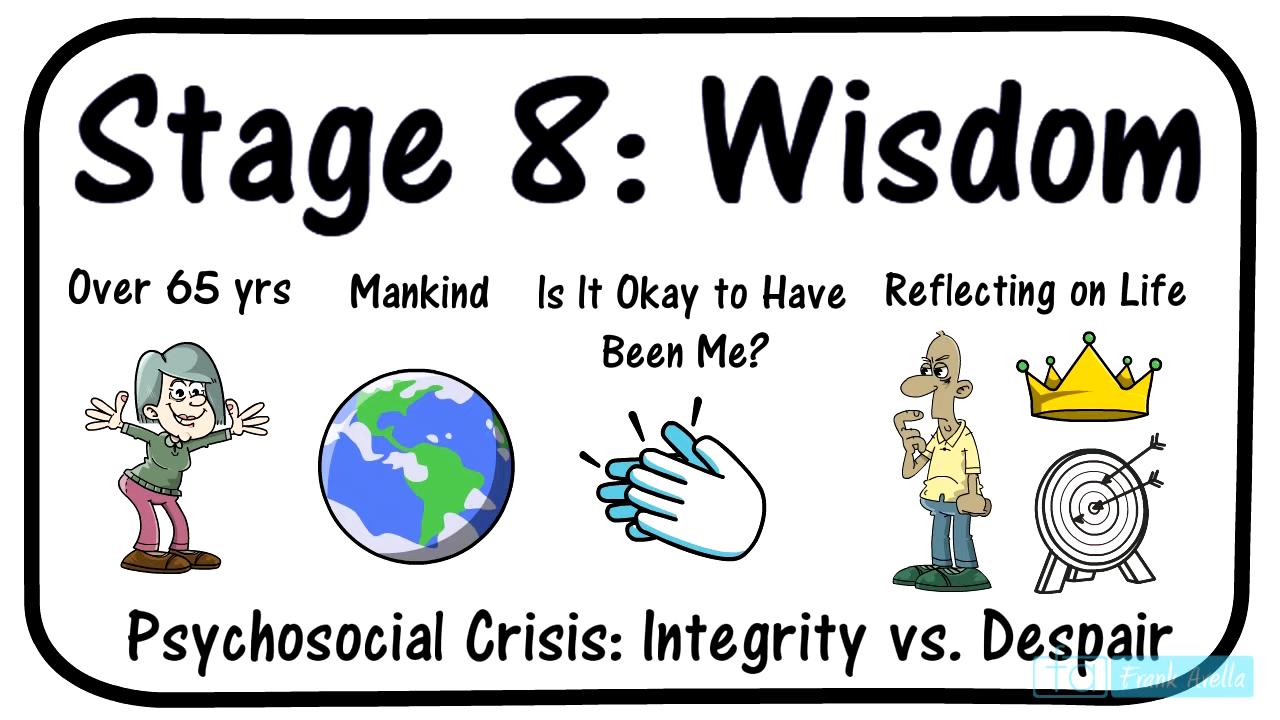 Stage 8: Wisdom
Over 65 yrs
Mankind
Is It Okay to Have
Been Me?
Reflecting on Life
Psychosocial Crisis: Integrity vs. Despair
fa Frank Avella